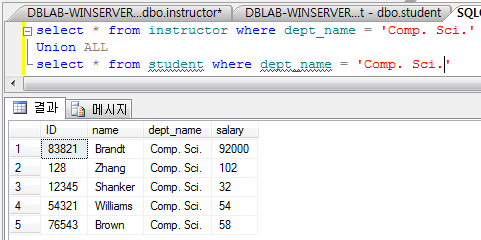 DBLAB-WINSERVER...dbo.instructor* DBLAB-WINSERVER...t - dbo.student SQLQ
select * from instructor where dept_name = 'Comp. Sci.'
Union ALL
select * from student where dept_name = 'Comp. Sci.'
결과 메시지
ID name dept_name salary
1 83821 Brandt Comp. Sci. 92000
2 128 Zhang Comp. Sci. 102
3 12345 Shanker Comp. Sci. 32
4 54321 Williams Comp. Sci. 54
5 76543 Brown Comp. Sci. 58